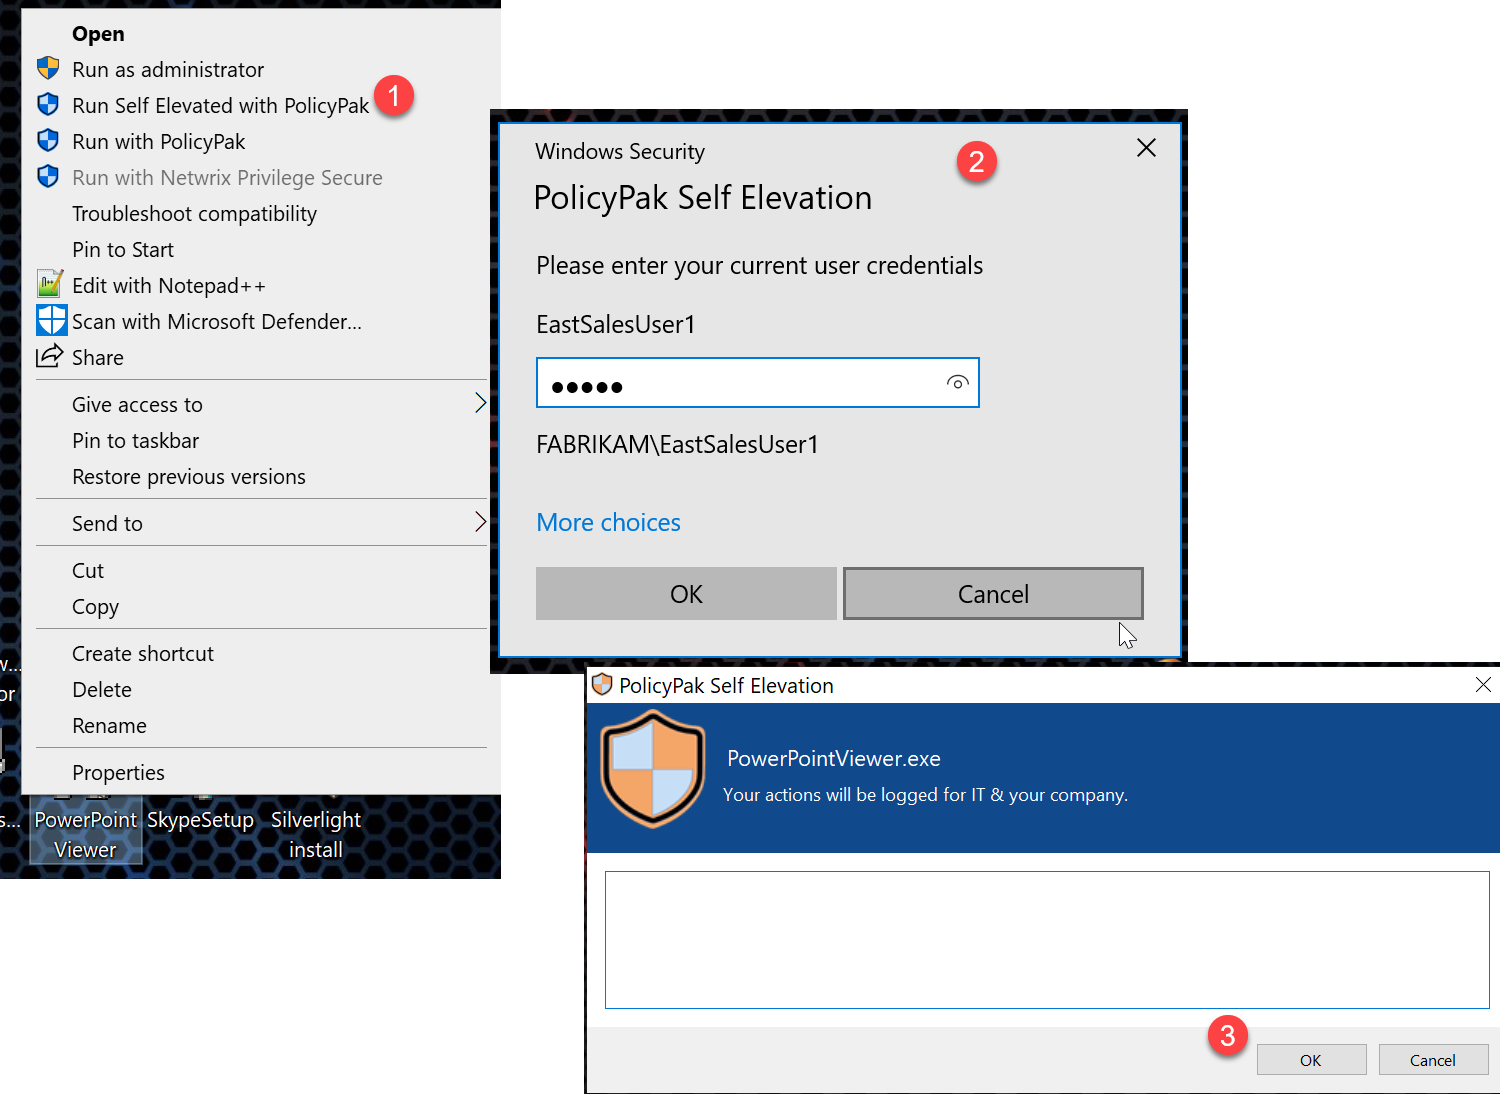 Open
Run as administrator
Run Self Elevated with PolicyPak
1
Run with PolicyPak
Run with Netwrix Privilege Secure
Troubleshoot compatibility
Pin to Start
Edit with Notepad++
Scan with Microsoft Defender...
Share
Give access to
Pin to taskbar
Restore previous versions
Send to
Cut
Copy
Create shortcut
Delete
Rename
Properties
PowerPoint
Viewer
SkypeSetup
Silverlight
install
w...
or
s...
Windows Security
2
PolicyPak Self Elevation
Please enter your current user credentials
EastSalesUser1
●●●●●
FABRIKAM\EastSalesUser1
More choices
OK
Cancel
PolicyPak Self Elevation
PowerPointViewer.exe
Your actions will be logged for IT & your company.
3
OK
Cancel